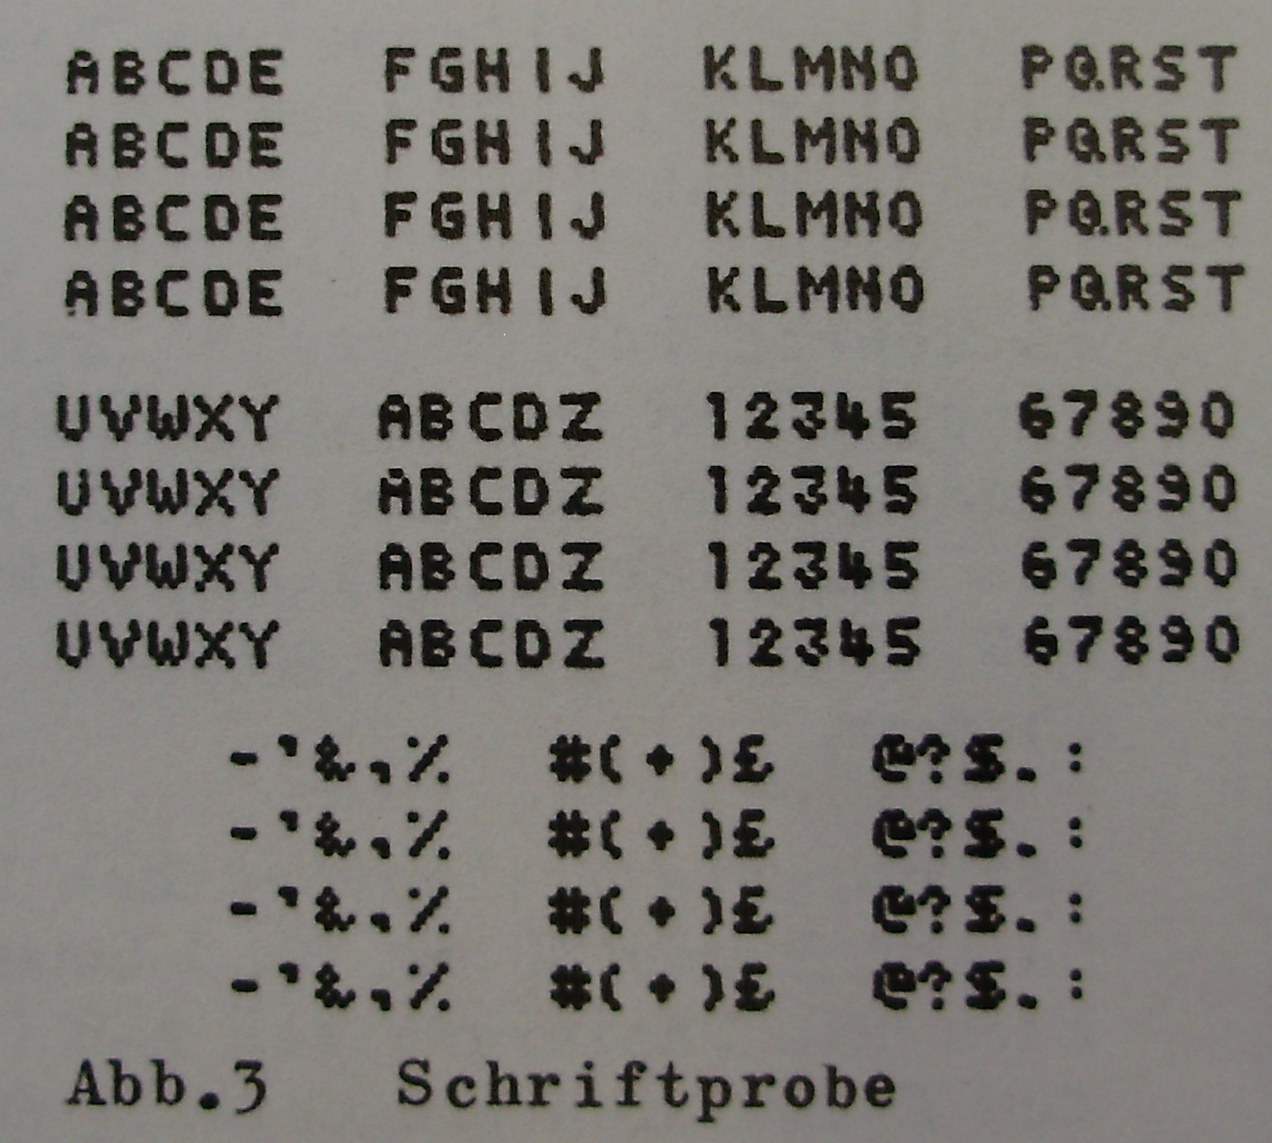 ABCDE FGHIJ KLMNO PQRST
ABCDE FGHIJ KLMNO PQRST
ABCDE FGHIJ KLMNO PQRST
ABCDE FGHIJ KLMNO PQRST
UVWXY ABCDZ 12345 67890
UVWXY ABCDZ 12345 67890
UVWXY ABCDZ 12345 67890
UVWXY ABCDZ 12345 67890
-'&,% #(+)£ @?$.:
-'&,% #(+)£ @?$.:
-'&,% #(+)£ @?$.:
-'&,% #(+)£ @?$.:
Abb.3 Schriftprobe